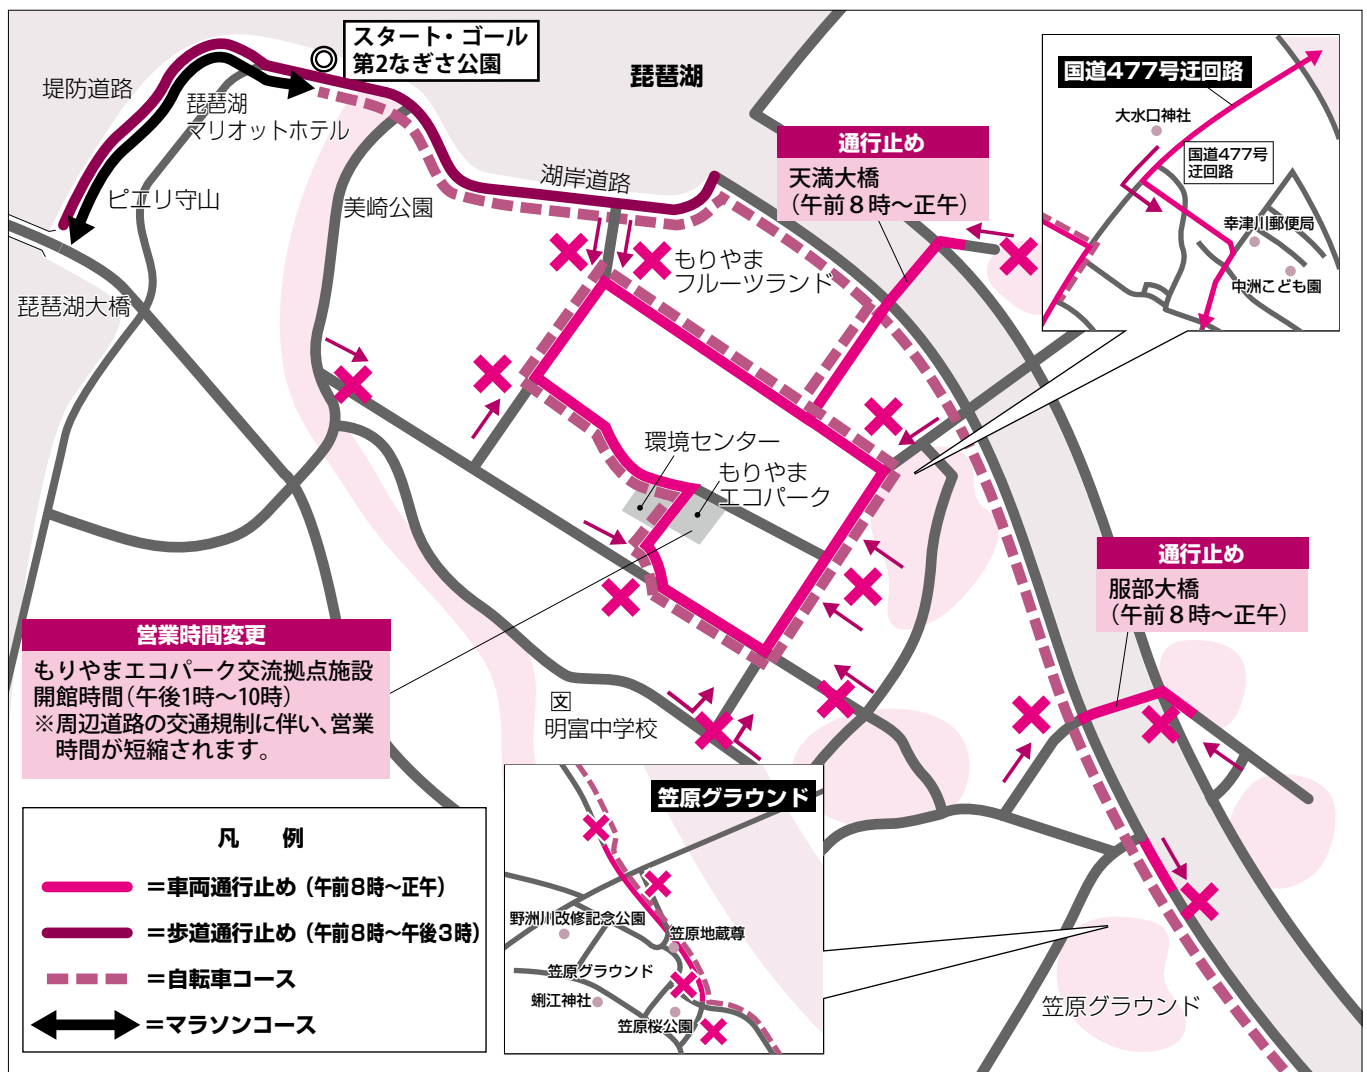 スタート・ゴール
第2なぎさ公園
琵琶湖
堤防道路
琵琶湖
マリオットホテル
ピエリ守山
美崎公園
湖岸道路
琵琶湖大橋
もりやま
フルーツランド
通行止め
天満大橋
(午前8時〜正午)
国道477号迂回路
大水口神社
国道477号
迂回路
幸津川郵便局
中洲こども園
環境センター
もりやま
エコパーク
通行止め
服部大橋
(午前8時〜正午)
営業時間変更
もりやまエコパーク交流拠点施設
開館時間(午後1時〜10時)
※周辺道路の交通規制に伴い、営業
時間が短縮されます。
文
明富中学校
凡 例
=車両通行止め (午前8時〜正午)
=歩道通行止め (午前8時〜午後3時)
=自転車コース
=マラソンコース
笠原グラウンド
野洲川改修記念公園
笠原地蔵尊
笠原グラウンド
蜊江神社
笠原桜公園
笠原グラウンド